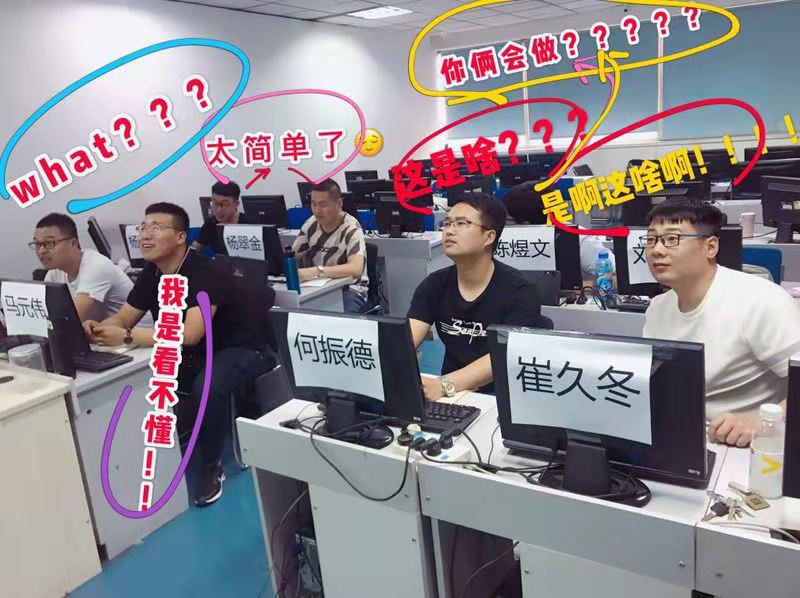 你俩会做?????
what???
太简单了
这是啥???
是啊这啥啊!!!!
杨翠金
陈煜文
马元伟
我是看不懂!!
何振德
崔久冬